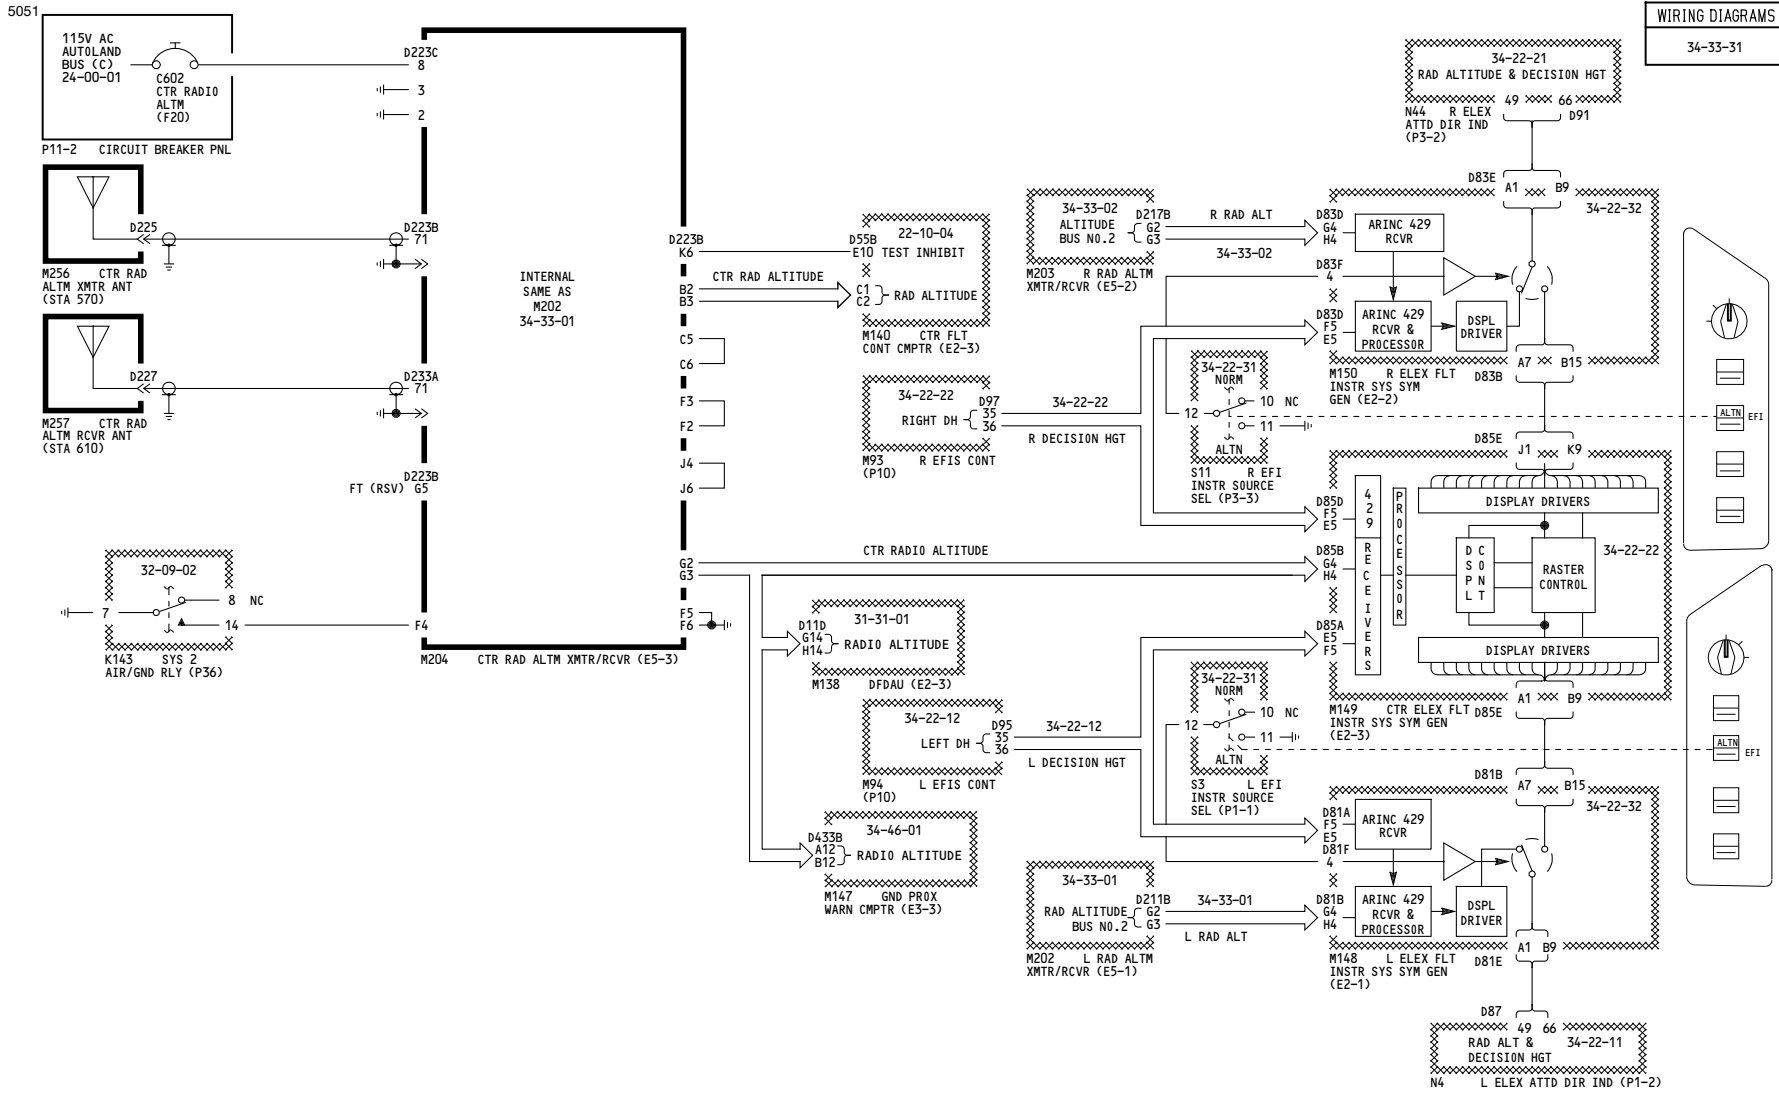 5051
WIRING DIAGRAMS
34-33-31
115V AC
AUTOLAND
BUS (C)
24-00-01
C602
CTR RADIO
ALTM
(F20)
P11-2 CIRCUIT BREAKER PNL
D223C
8
3
2
D225
D223B
71
M256 CTR RAD
ALTM XMTR ANT
(STA 570)
D227
D233A
71
M257 CTR RAD
ALTM RCVR ANT
(STA 610)
D223B
FT (RSV) G5
32-09-02
7
8 NC
14
F4
K143 SYS 2
AIR/GND RLY (P36)
INTERNAL
SAME AS
M202
34-33-01
M204 CTR RAD ALTM XMTR/RCVR (E5-3)
D223B
K6
B2
B3
C5
C6
F3
F2
J4
J6
G2
G3
F5
F6
CTR RAD ALTITUDE
22-10-04
D55B
E10 TEST INHIBIT
C1
C2
RAD ALTITUDE
M140 CTR FLT
CONT CMPTR (E2-3)
34-22-22
D97
RIGHT DH
35
36
M93 R EFIS CONT
(P10)
34-22-22
R DECISION HGT
CTR RADIO ALTITUDE
31-31-01
D11D
G14
H14
RADIO ALTITUDE
M138 DFDAU (E2-3)
34-22-12
D95
LEFT DH
35
36
M94 L EFIS CONT
(P10)
34-22-12
L DECISION HGT
34-46-01
D433B
A12
B12
RADIO ALTITUDE
M147 GND PROX
WARN CMPTR (E3-3)
34-33-02
ALTITUDE
BUS NO.2
D217B
G2
G3
M203 R RAD ALTM
XMTR/RCVR (E5-2)
R RAD ALT
34-33-02
34-22-31
NORM
12
10 NC
11
ALTN
S11 R EFI
INSTR SOURCE
SEL (P3-3)
34-22-31
NORM
12
10 NC
11
ALTN
S3 L EFI
INSTR SOURCE
SEL (P1-1)
34-33-01
RAD ALTITUDE
BUS NO.2
D211B
G2
G3
M202 L RAD ALTM
XMTR/RCVR (E5-1)
34-33-01
L RAD ALT
34-22-21
RAD ALTITUDE & DECISION HGT
49 66
D91
N44 R ELEX
ATTD DIR IND
(P3-2)
D83E
A1 B9
34-22-32
D83D
G4
H4
ARINC 429
RCVR
D83F
4
D83D
F5
E5
ARINC 429
RCVR &
PROCESSOR
DSPL
DRIVER
A7 B15
D83B
M150 R ELEX FLT
INSTR SYS SYM
GEN (E2-2)
D85E
J1 K9
D85D
F5
E5
D85B
G4
H4
D85A
E5
F5
429
RECEIVERS
PROCESSOR
DISPLAY DRIVERS
DSPL
CONT
RASTER
CONTROL
34-22-22
DISPLAY DRIVERS
A1 B9
D85E
M149 CTR ELEX FLT
INSTR SYS SYM GEN
(E2-3)
D81B
A7 B15
34-22-32
D81A
F5
E5
ARINC 429
RCVR
D81F
4
D81B
G4
H4
ARINC 429
RCVR &
PROCESSOR
DSPL
DRIVER
A1 B9
D81E
M148 L ELEX FLT
INSTR SYS SYM GEN
(E2-1)
D87
49 66
RAD ALT &
DECISION HGT
34-22-11
N4 L ELEX ATTD DIR IND (P1-2)
ALTN EFI
ALTN EFI